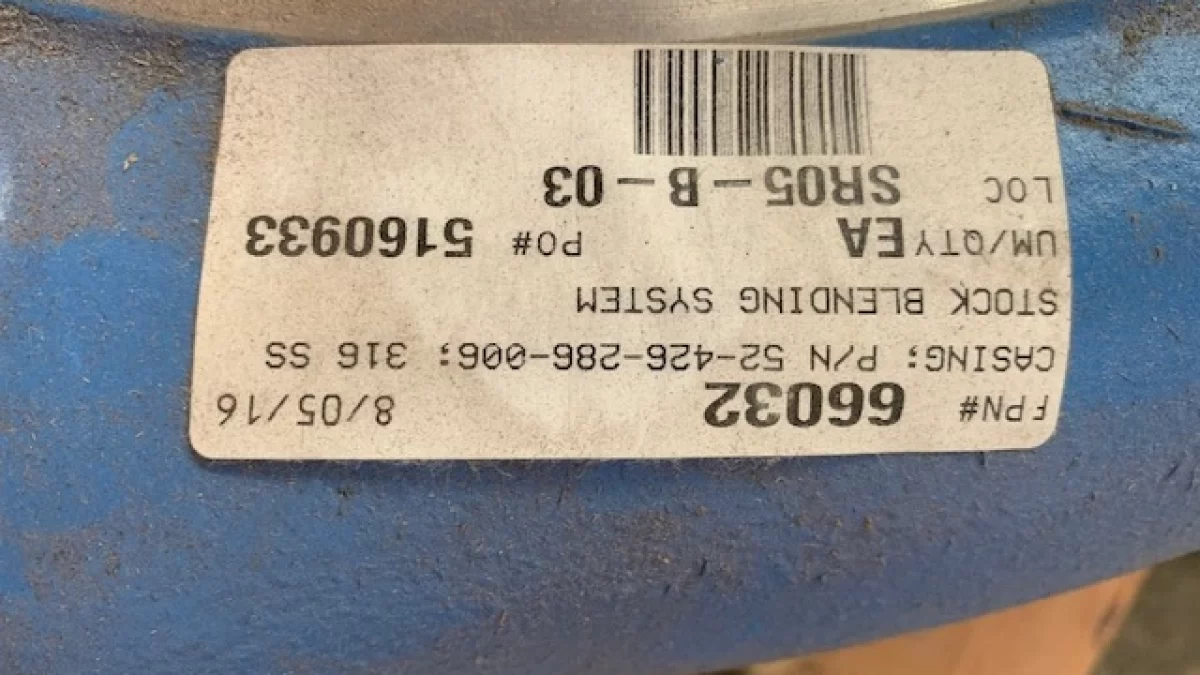 FPN# 66032 8/05/16
CASING; P/N 52-426-286-006; 316 SS
STOCK BLENDING SYSTEM
UM/QTY EA PO# 5160933
LOC SR05-B-03